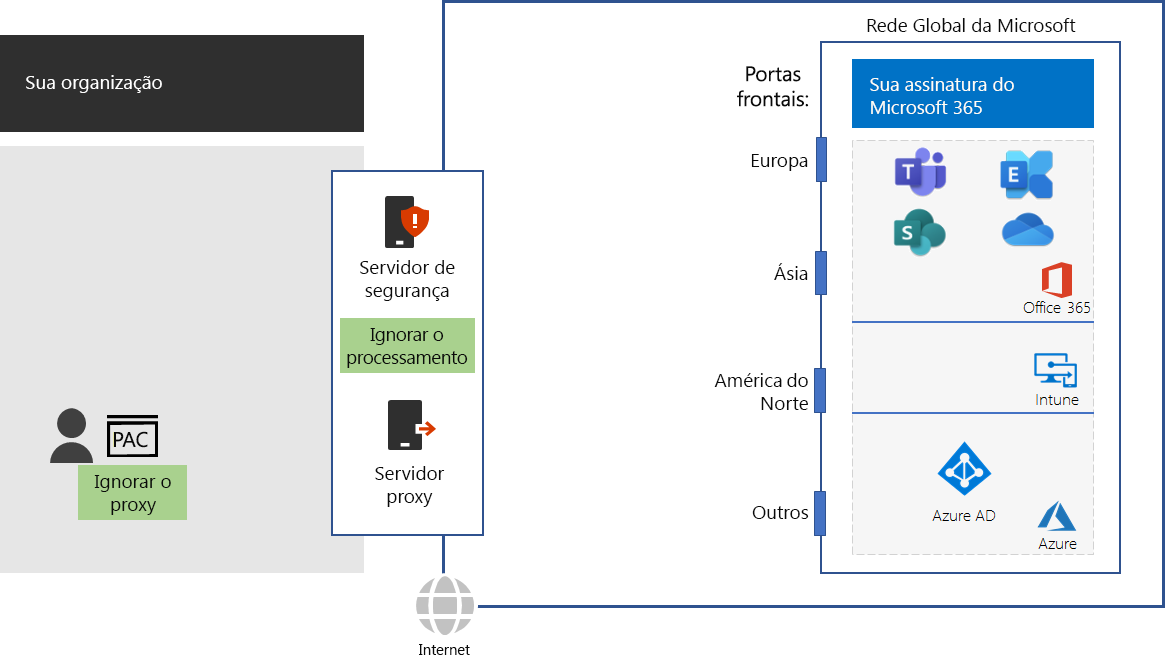 Sua organização
Servidor de
segurança
Ignorar o
processamento
Servidor
proxy
PAC
Ignorar o
proxy
Internet
Rede Global da Microsoft
Portas
frontais:
Europa
Ásia
América do
Norte
Outros
Sua assinatura do
Microsoft 365
T
E
S
Office 365
Intune
Azure AD
Azure